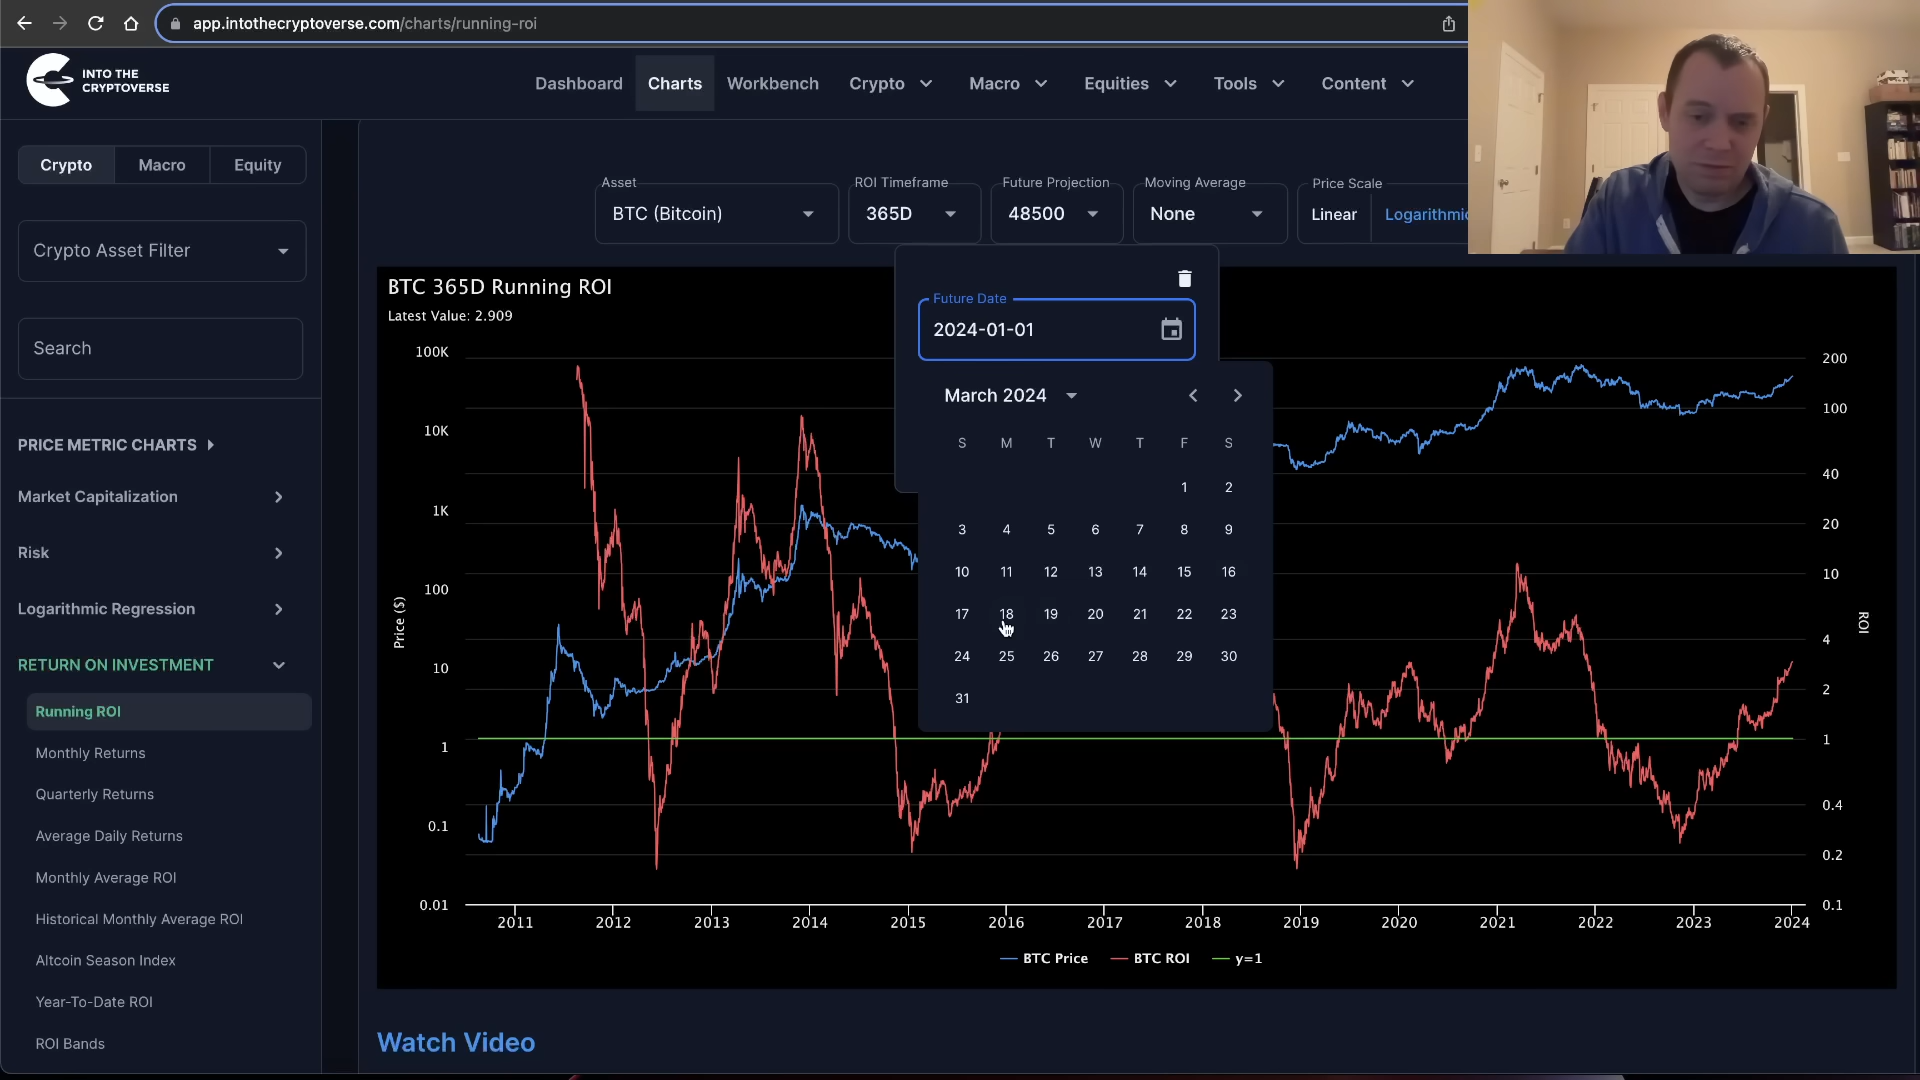 app.intothecryptoverse.com/charts/running-roi
INTO THE
CRYPTOVERSE
Dashboard Charts Workbench Crypto Macro Equities Tools Content
Crypto Macro Equity
Crypto Asset Filter
Search
PRICE METRIC CHARTS
Market Capitalization
Risk
Logarithmic Regression
RETURN ON INVESTMENT
Running ROI
Monthly Returns
Quarterly Returns
Average Daily Returns
Monthly Average ROI
Historical Monthly Average ROI
Altcoin Season Index
Year-To-Date ROI
ROI Bands
Asset ROI Timeframe Future Projection Moving Average Price Scale
BTC (Bitcoin) 365D 48500 None Linear Logarithmic
BTC 365D Running ROI
Latest Value: 2.909
Future Date
2024-01-01
March 2024
S M T W T F S
1 2
3 4 5 6 7 8 9
10 11 12 13 14 15 16
17 18 19 20 21 22 23
24 25 26 27 28 29 30
31
Price ($)
100K
10K
1K
100
10
1
0.1
0.01
200
100
40
20
10
4
2
1
0.4
0.2
0.1
ROI
2011 2012 2013 2014 2015 2016 2017 2018 2019 2020 2021 2022 2023 2024
BTC Price BTC ROI y=1
Watch Video